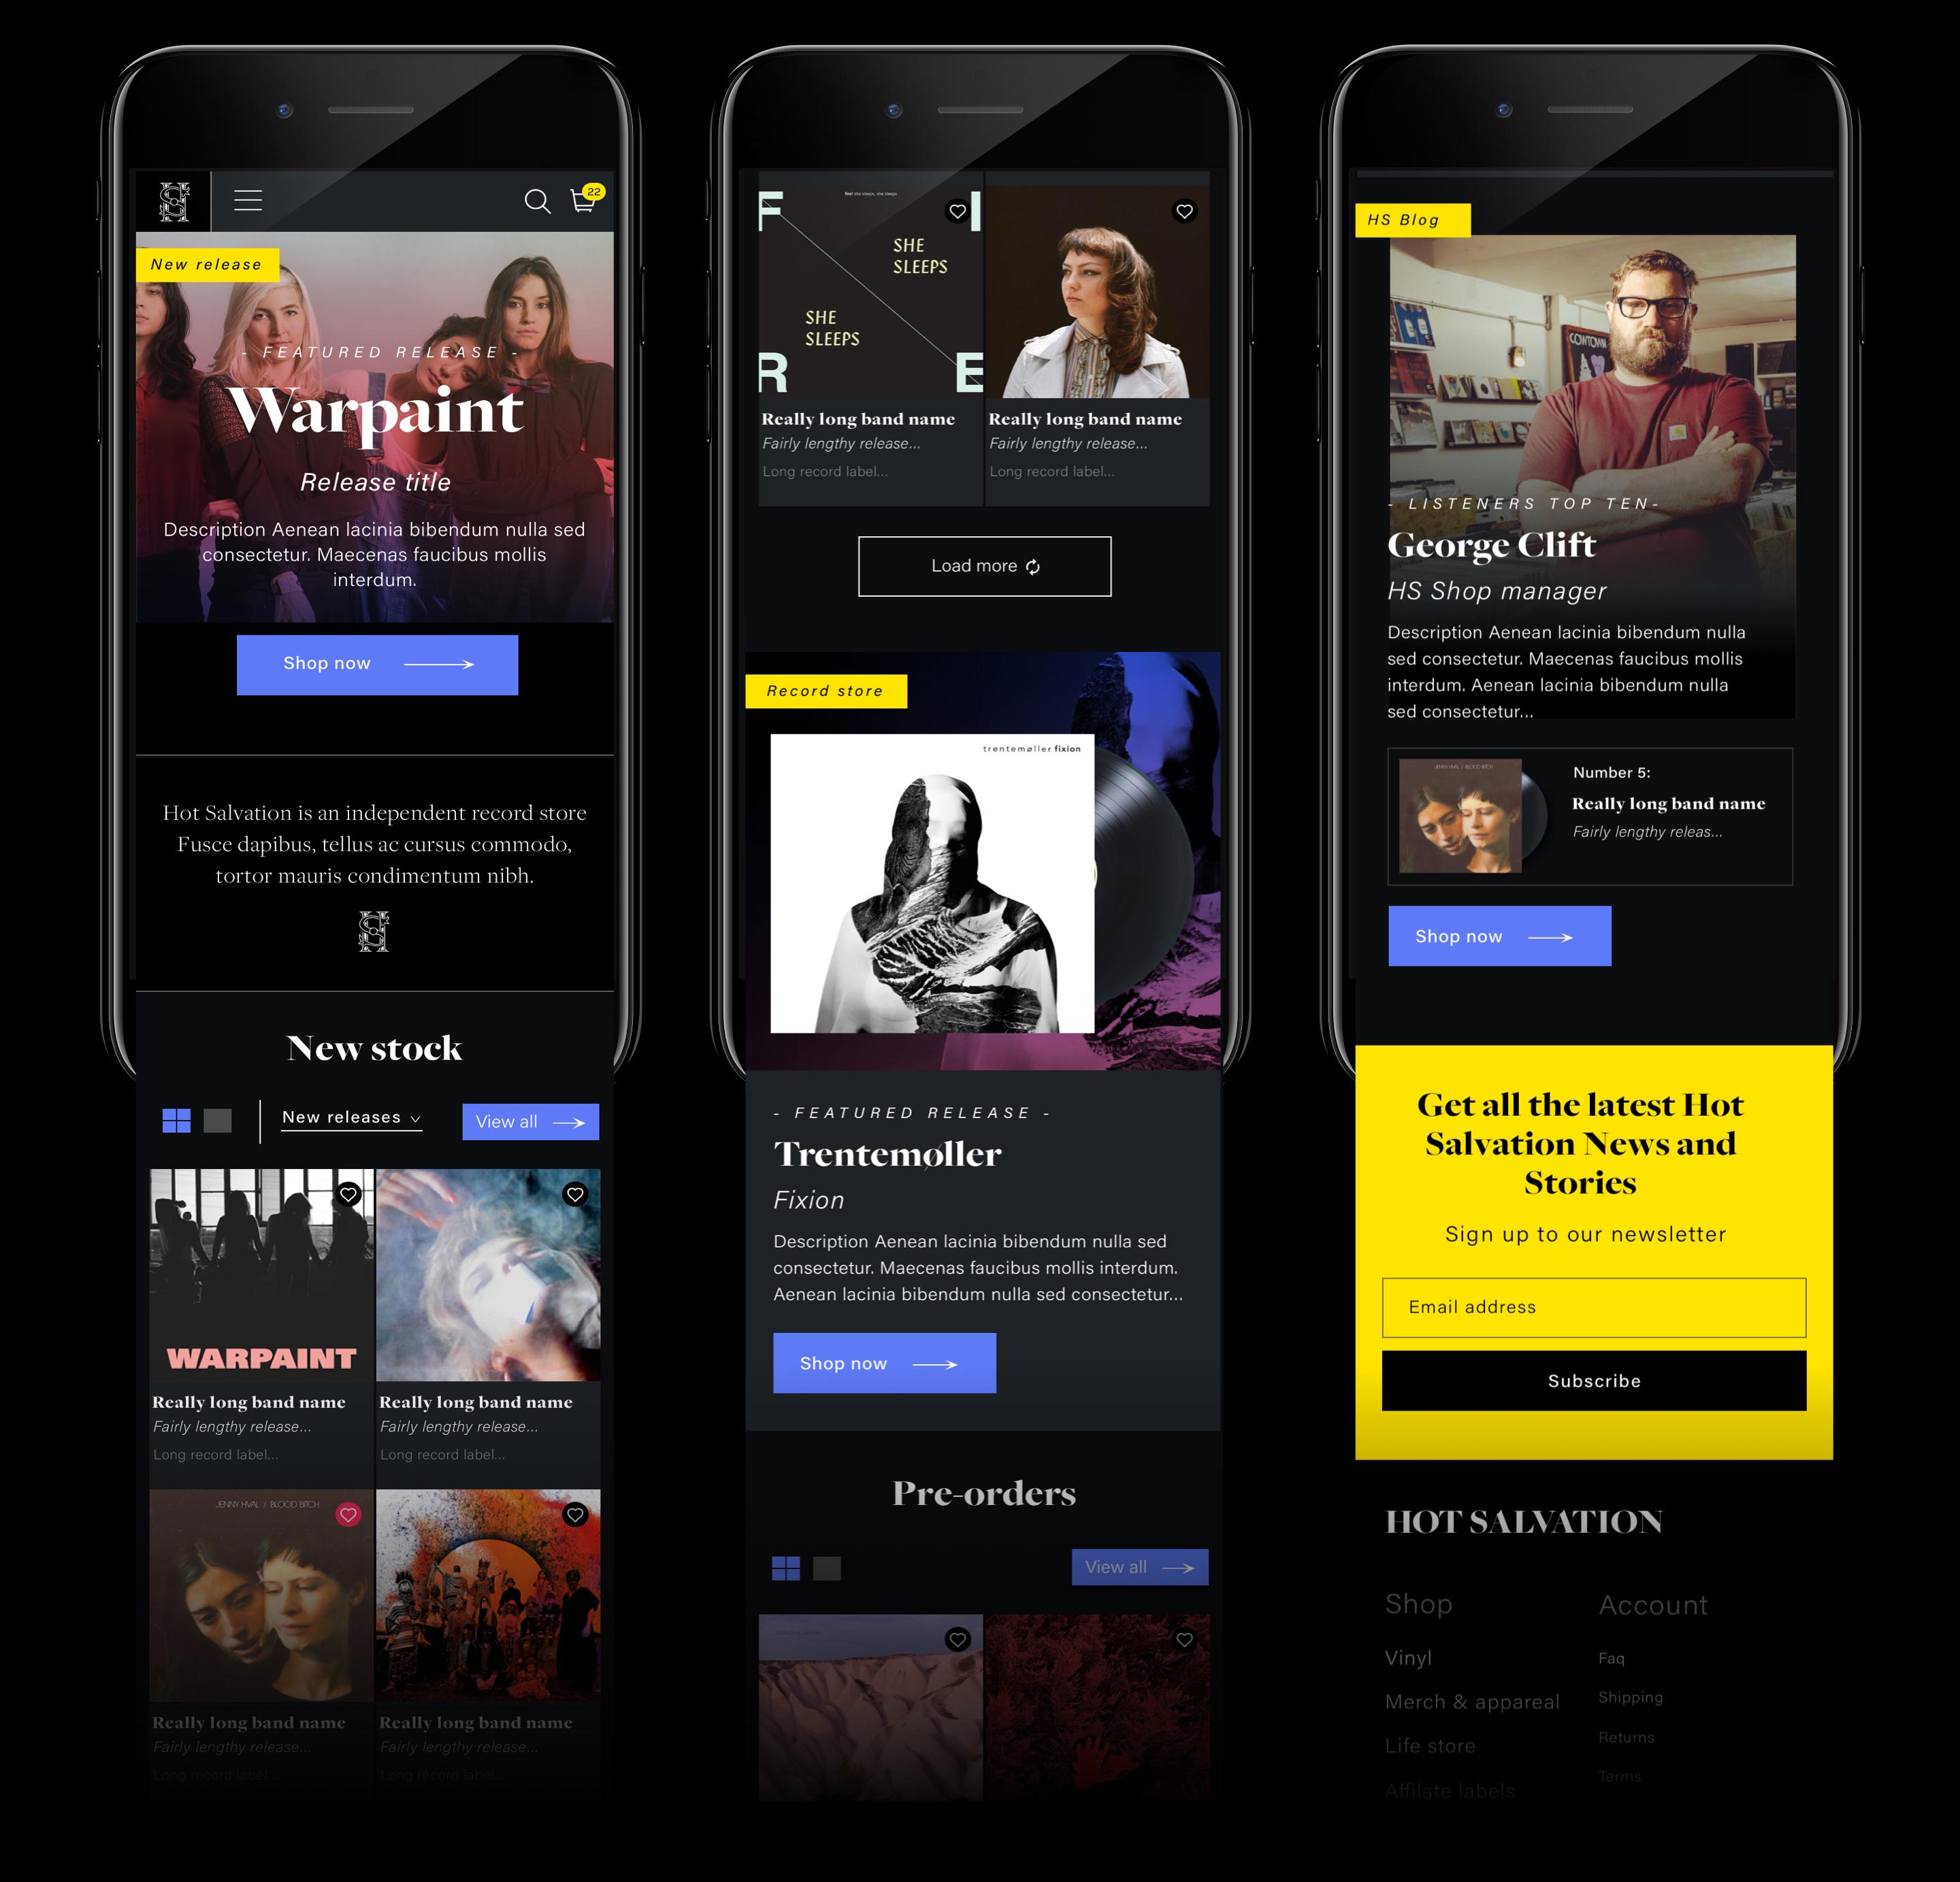 22
New release
- FEATURED RELEASE -
Warpaint
Release title
Description Aenean lacinia bibendum nulla sed
consectetur. Maecenas faucibus mollis
interdum.
Shop now
Hot Salvation is an independent record store
Fusce dapibus, tellus ac cursus commodo,
tortor mauris condimentum nibh.
New stock
New releases
View all
WARPAINT
Really long band name
Fairly lengthy release...
Long record label...
Really long band name
Fairly lengthy release...
Long record label...
JENNY HVAL / BLOOD BITCH
Really long band name
Fairly lengthy release...
Long record label...
Really long band name
Fairly lengthy release...
Long record label...
F I
SHE
SLEEPS
SHE
SLEEPS
R E
Really long band name
Fairly lengthy release...
Long record label...
Really long band name
Fairly lengthy release...
Long record label...
Load more
Record store
trentemøller fixion
- FEATURED RELEASE -
Trentemøller
Fixion
Description Aenean lacinia bibendum nulla sed
consectetur. Maecenas faucibus mollis interdum.
Aenean lacinia bibendum nulla sed consectetur...
Shop now
Pre-orders
View all
HS Blog
COWTOWN
- LISTENERS TOP TEN-
George Clift
HS Shop manager
Description Aenean lacinia bibendum nulla
sed consectetur. Maecenas faucibus mollis
interdum. Aenean lacinia bibendum nulla
sed consectetur...
JENNY HVAL / BLOOD BITCH
Number 5:
Really long band name
Fairly lengthy releas...
Shop now
Get all the latest Hot
Salvation News and
Stories
Sign up to our newsletter
Email address
Subscribe
HOT SALVATION
Shop
Vinyl
Merch & appareal
Life store
Affilate labels
Account
Faq
Shipping
Returns
Terms